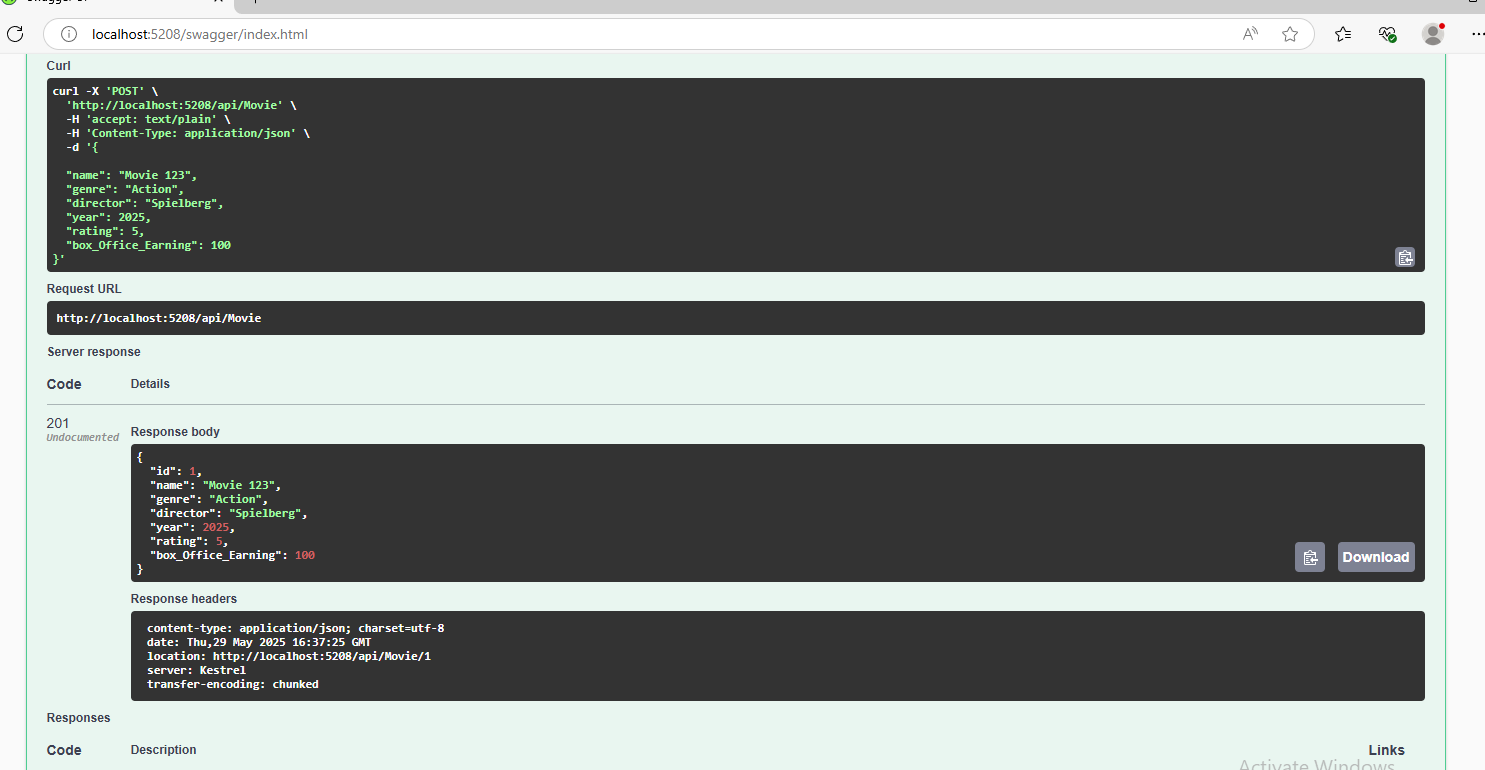 localhost:5208/swagger/index.html
Curl
curl -X 'POST' \
  'http://localhost:5208/api/Movie' \
  -H 'accept: text/plain' \
  -H 'Content-Type: application/json' \
  -d '{

  "name": "Movie 123",
  "genre": "Action",
  "director": "Spielberg",
  "year": 2025,
  "rating": 5,
  "box_Office_Earning": 100
}'
Request URL
http://localhost:5208/api/Movie
Server response
Code Details
201
Undocumented
Response body
{
  "id": 1,
  "name": "Movie 123",
  "genre": "Action",
  "director": "Spielberg",
  "year": 2025,
  "rating": 5,
  "box_Office_Earning": 100
}
Download
Response headers
content-type: application/json; charset=utf-8
date: Thu,29 May 2025 16:37:25 GMT
location: http://localhost:5208/api/Movie/1
server: Kestrel
transfer-encoding: chunked
Responses
Code Description Links
Activate Windows